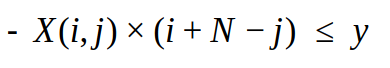 - X(i,j) × (i + N − j) ≤ y